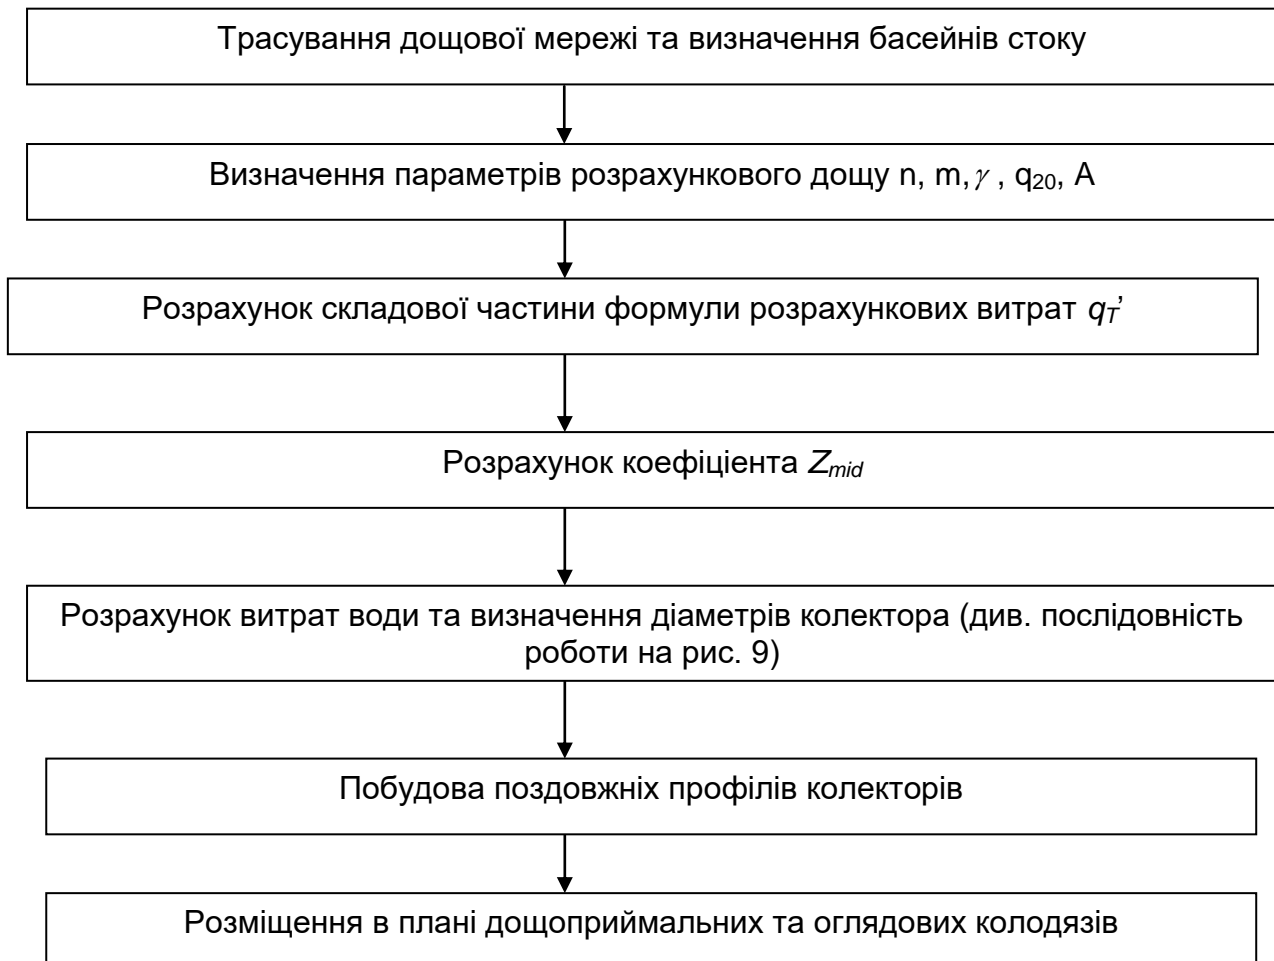 Трасування дощової мережі та визначення басейнів стоку
Визначення параметрів розрахункового дощу n, m, γ , q20, A
Розрахунок складової частини формули розрахункових витрат qT’
Розрахунок коефіцієнта Zmid
Розрахунок витрат води та визначення діаметрів колектора (див. послідовність
роботи на рис. 9)
Побудова поздовжніх профілів колекторів
Розміщення в плані дощоприймальних та оглядових колодязів